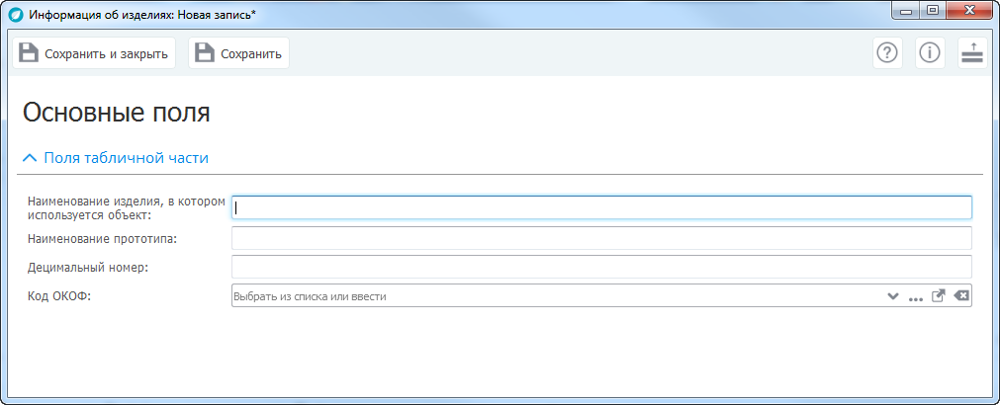 Информация об изделиях: Новая запись*
Сохранить и закрыть
Сохранить
Основные поля
Поля табличной части
Наименование изделия, в котором
используется объект:
Наименование прототипа:
Децимальный номер:
Код ОКОФ:
Выбрать из списка или ввести